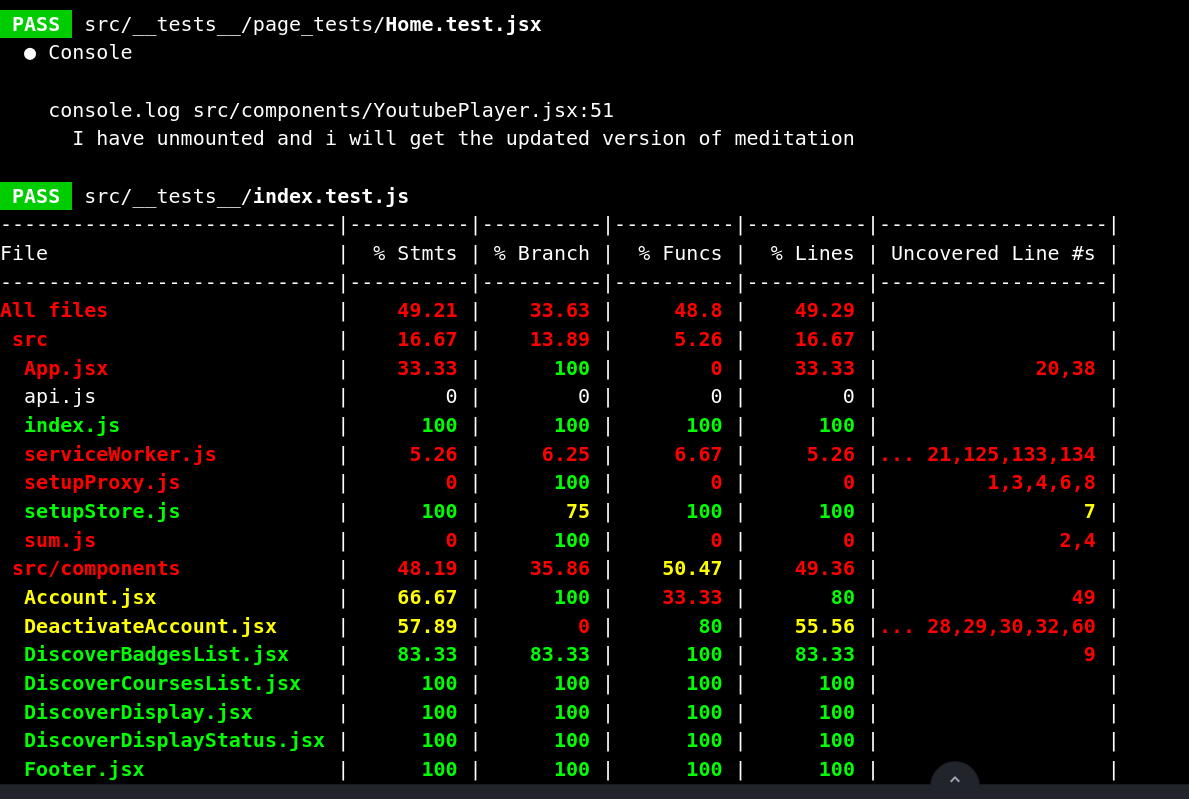 PASS src/__tests__/page_tests/Home.test.jsx
● Console
console.log src/components/YoutubePlayer.jsx:51
I have unmounted and i will get the updated version of meditation
PASS src/__tests__/index.test.js
----------------------------|----------|----------|----------|----------|-------------------|
File                        |  % Stmts | % Branch |  % Funcs |  % Lines | Uncovered Line #s |
----------------------------|----------|----------|----------|----------|-------------------|
All files                   |    49.21 |    33.63 |     48.8 |    49.29 |                   |
 src                        |    16.67 |    13.89 |     5.26 |    16.67 |                   |
  App.jsx                   |    33.33 |      100 |        0 |    33.33 |             20,38 |
  api.js                    |        0 |        0 |        0 |        0 |                   |
  index.js                  |      100 |      100 |      100 |      100 |                   |
  serviceWorker.js          |     5.26 |     6.25 |     6.67 |     5.26 |... 21,125,133,134 |
  setupProxy.js             |        0 |      100 |        0 |        0 |         1,3,4,6,8 |
  setupStore.js             |      100 |       75 |      100 |      100 |                 7 |
  sum.js                    |        0 |      100 |        0 |        0 |               2,4 |
 src/components             |    48.19 |    35.86 |    50.47 |    49.36 |                   |
  Account.jsx               |    66.67 |      100 |    33.33 |       80 |                49 |
  DeactivateAccount.jsx     |    57.89 |        0 |       80 |    55.56 |... 28,29,30,32,60 |
  DiscoverBadgesList.jsx    |    83.33 |    83.33 |      100 |    83.33 |                 9 |
  DiscoverCoursesList.jsx   |      100 |      100 |      100 |      100 |                   |
  DiscoverDisplay.jsx       |      100 |      100 |      100 |      100 |                   |
  DiscoverDisplayStatus.jsx |      100 |      100 |      100 |      100 |                   |
  Footer.jsx                |      100 |      100 |      100 |      100 |                   |